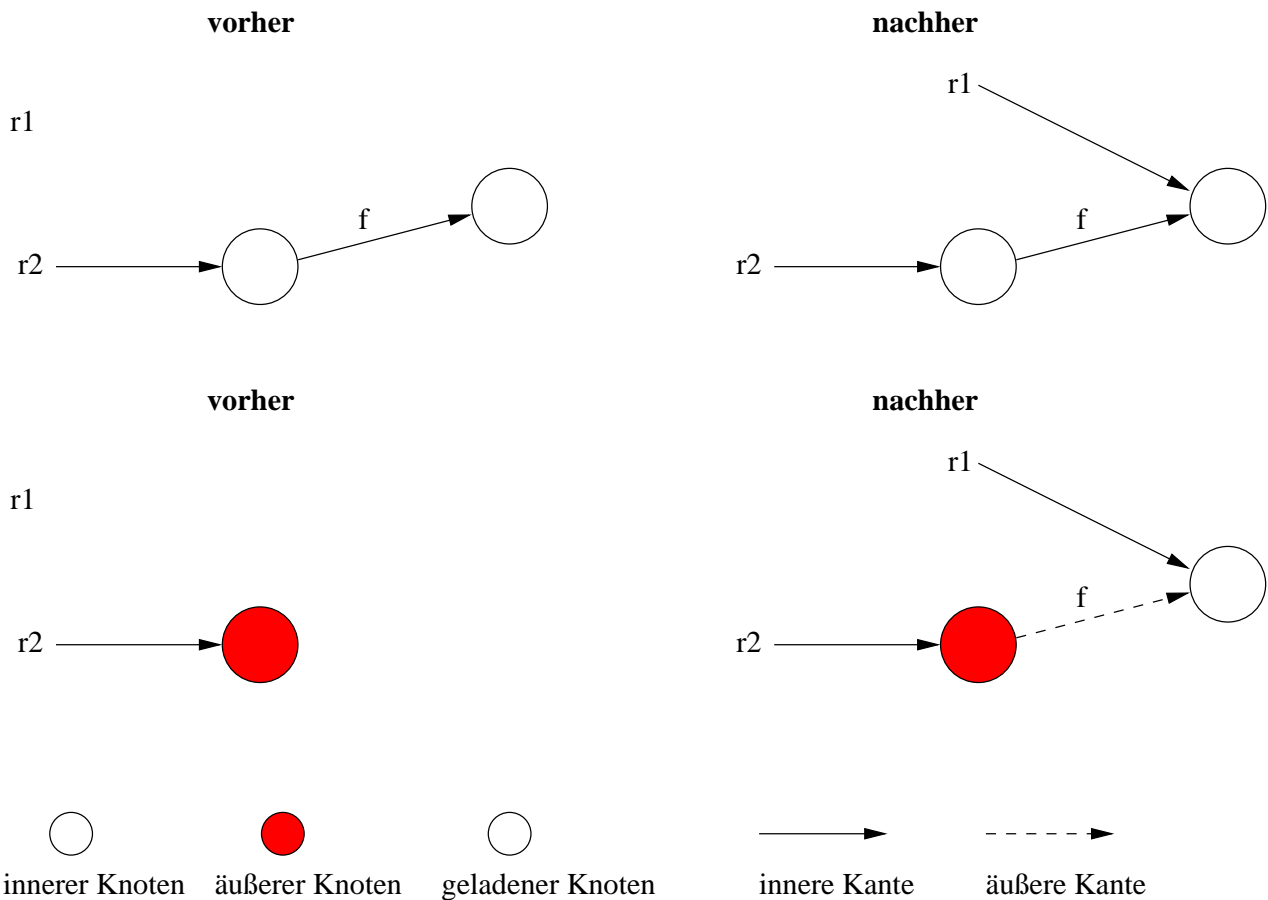 vorher
nachher
r1
r1
f
f
r2
r2
vorher
nachher
r1
r1
f
r2
r2
innerer Knoten
äußerer Knoten
geladener Knoten
innere Kante
äußere Kante